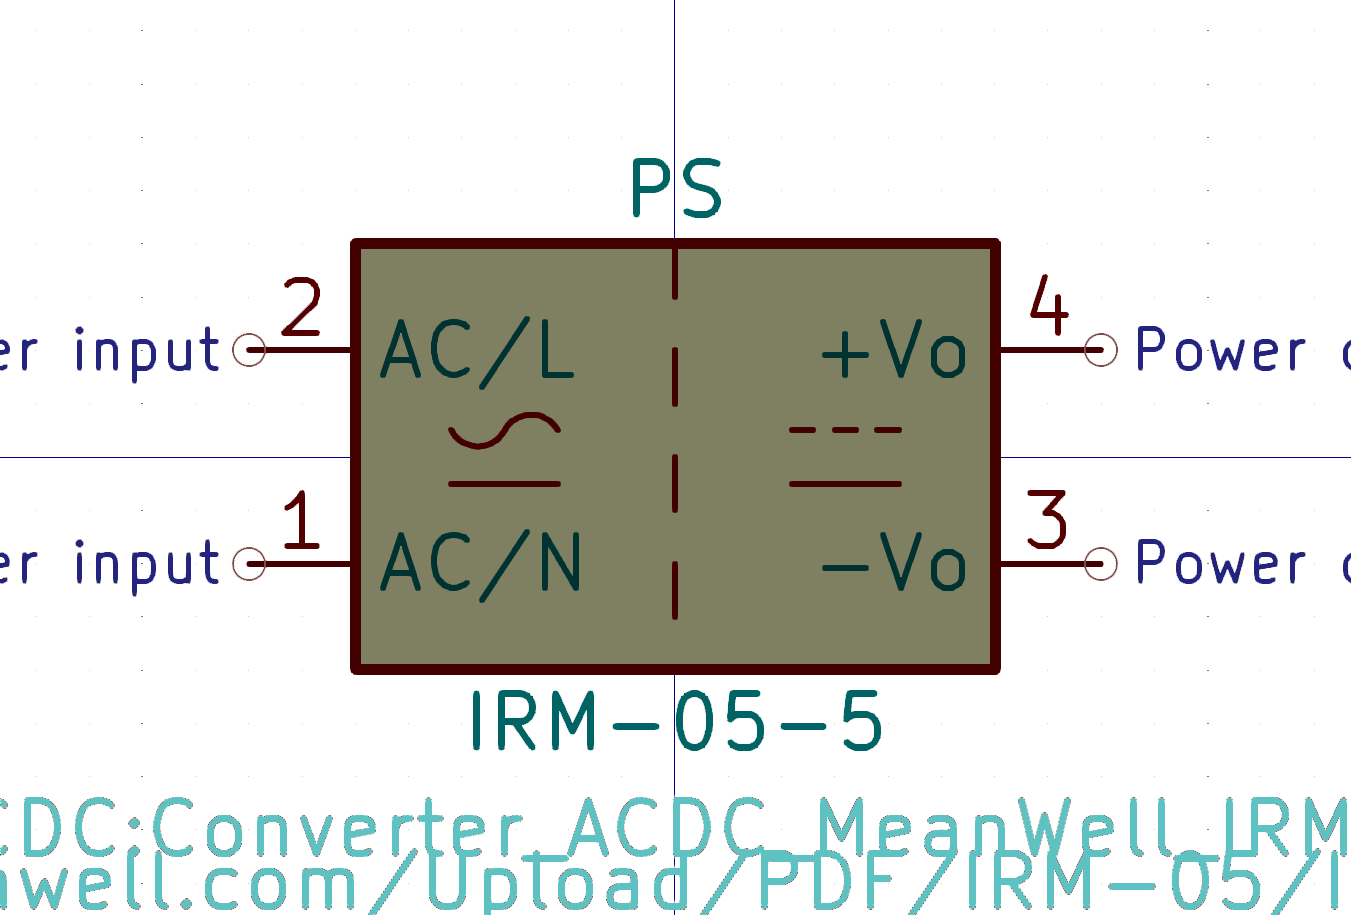 PS
2 4
er input AC/L +Vo Power
1 3
er input AC/N -Vo Power
IRM-05-5
CDC:Converter_ACDC_MeanWell_IRM
well.com/Upload/PDF/IRM-05/I